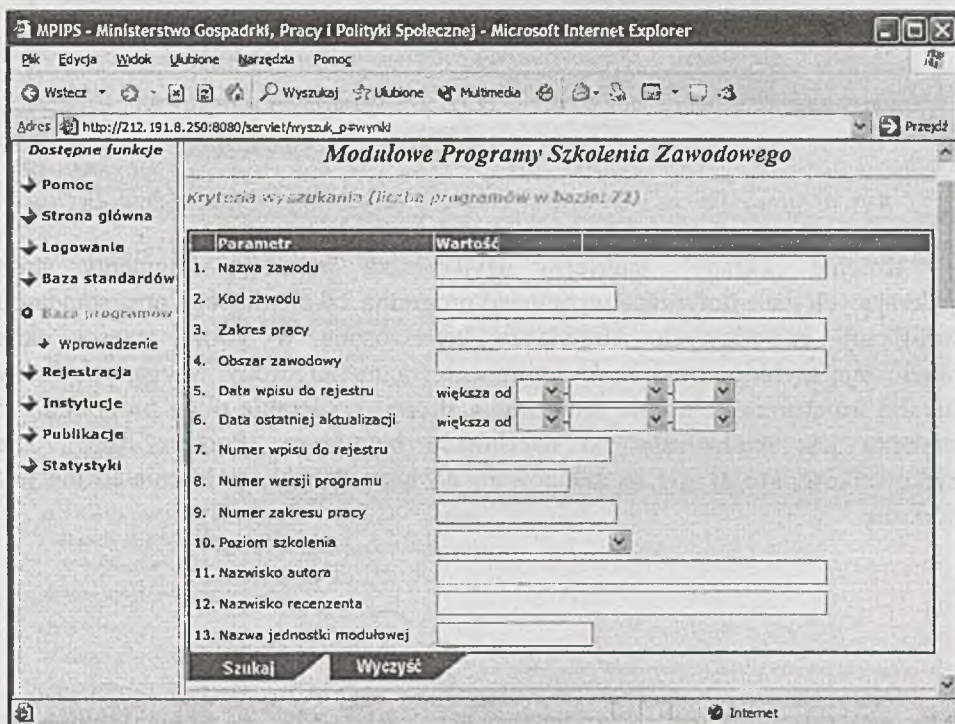 MPIPS - Ministerstwo Gospadrki, Pracy i Polityki Społecznej - Microsoft Internet Explorer
Plik Edycja Widok Ulubione Narzędzia Pomoc
Wstecz Wyszukaj Ulubione Multimedia
Adres http://212.191.8.250:8080/servlet/wyszuk_p#wynki Przejdź
Dostępne funkcje
Pomoc
Strona główna
Logowanie
Baza standardów
Baza programów
Wprowadzenie
Rejestracja
Instytucje
Publikacje
Statystyki
Modułowe Programy Szkolenia Zawodowego
Kryteria wyszukania (liczba programów w bazie: 72)
Parametr Wartość
1. Nazwa zawodu
2. Kod zawodu
3. Zakres pracy
4. Obszar zawodowy
5. Data wpisu do rejestru większa od - -
6. Data ostatniej aktualizacji większa od - -
7. Numer wpisu do rejestru
8. Numer wersji programu
9. Numer zakresu pracy
10. Poziom szkolenia
11. Nazwisko autora
12. Nazwisko recenzenta
13. Nazwa jednostki modułowej
Szukaj Wyczyść
Internet